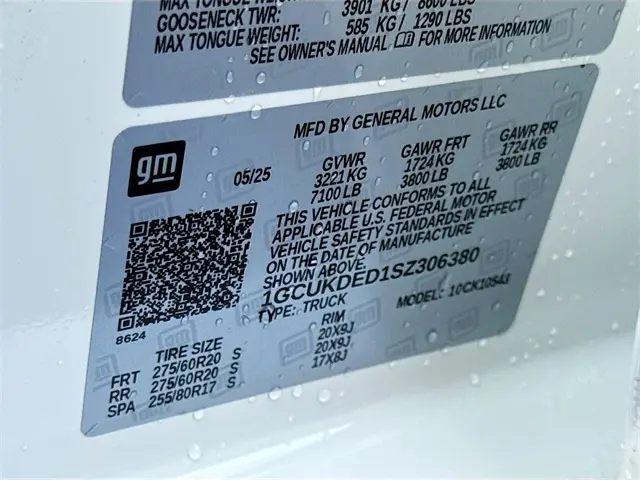 MAX TONGUE WEIGHT
3901 KG/ 8600 LBS
GOOSENECK TWR:
585 KG/ 1290 LBS
MAX TONGUE WEIGHT:
SEE OWNER'S MANUAL FOR MORE INFORMATION
MFD BY GENERAL MOTORS LLC
gm
05/25
GVWR GAWR FRT GAWR RR
3221 KG 1724 KG 1724 KG
7100 LB 3800 LB 3800 LB
THIS VEHICLE CONFORMS TO ALL
APPLICABLE U.S. FEDERAL MOTOR
VEHICLE SAFETY STANDARDS IN EFFECT
ON THE DATE OF MANUFACTURE
SHOWN ABOVE.
1GCUKDED1SZ306380
TYPE: TRUCK MODEL: 10CK10543
8624
TIRE SIZE RIM
FRT 275/60R20 S 20X9J
RR 275/60R20 S 20X9J
SPA 255/80R17 S 17X8J